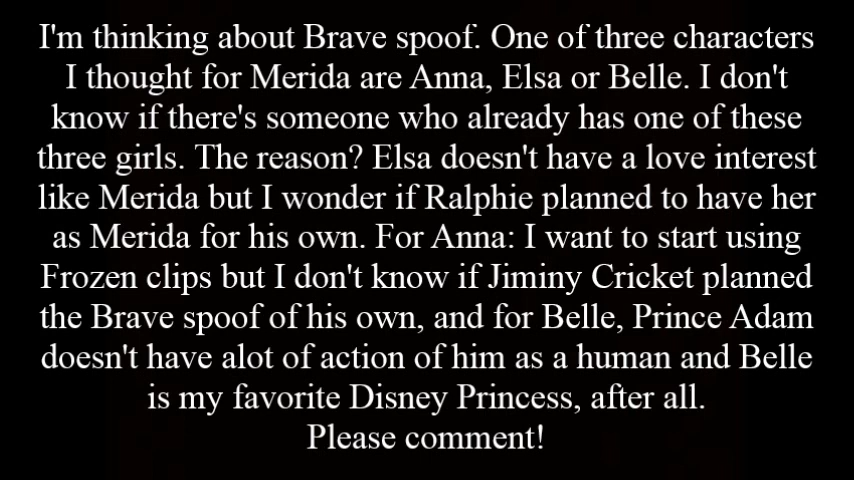 I'm thinking about Brave spoof. One of three characters
I thought for Merida are Anna, Elsa or Belle. I don't
know if there's someone who already has one of these
three girls. The reason? Elsa doesn't have a love interest
like Merida but I wonder if Ralphie planned to have her
as Merida for his own. For Anna: I want to start using
Frozen clips but I don't know if Jiminy Cricket planned
the Brave spoof of his own, and for Belle, Prince Adam
doesn't have alot of action of him as a human and Belle
is my favorite Disney Princess, after all.
Please comment!